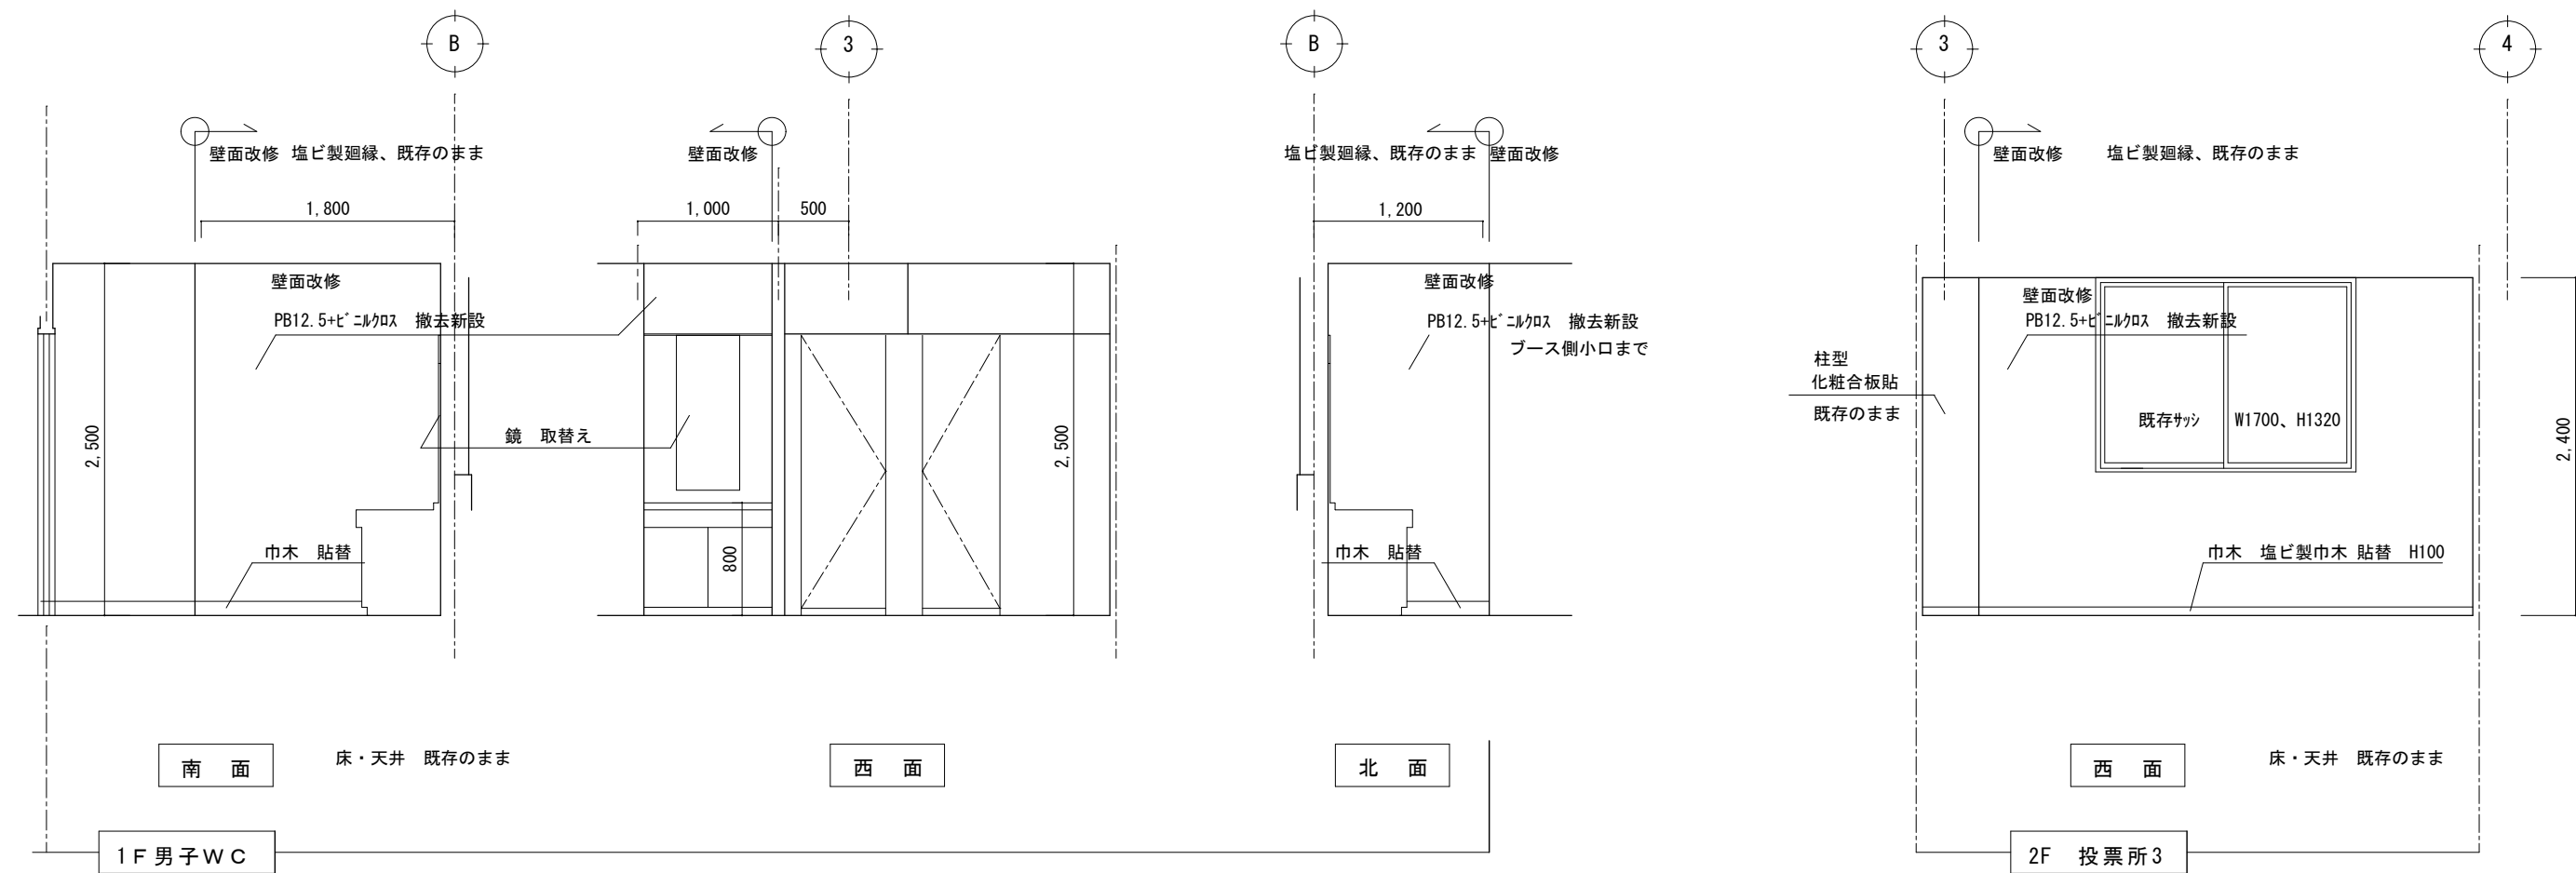 B
3
B
3
4
壁面改修 塩ビ製廻縁、既存のまま
壁面改修
塩ビ製廻縁、既存のまま 壁面改修
壁面改修 塩ビ製廻縁、既存のまま
1,800
1,000
500
1,200
壁面改修
PB12.5+ビニルクロス 撤去新設
壁面改修
PB12.5+ビニルクロス 撤去新設
ブース側小口まで
壁面改修
PB12.5+ビニルクロス 撤去新設
柱型
化粧合板貼
既存のまま
既存サッシ W1700、H1320
2,500
鏡 取替え
2,500
2,400
巾木 貼替
800
巾木 貼替
巾木 塩ビ製巾木 貼替 H100
南 面
床・天井 既存のまま
西 面
北 面
西 面
床・天井 既存のまま
1F男子WC
2F 投票所3